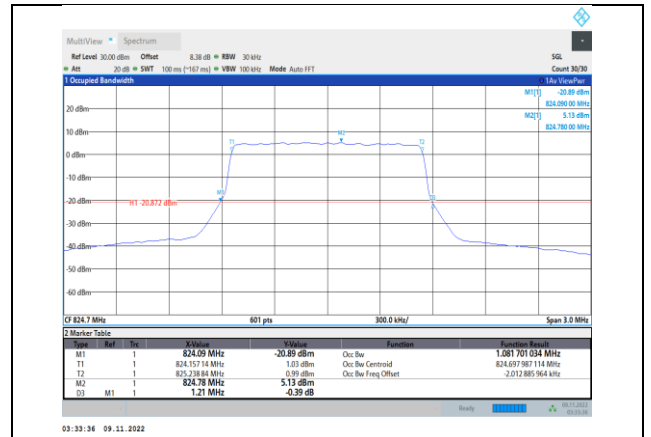 MultiView Spectrum
Ref Level 30.00 dBm Offset 8.38 dB RBW 30 kHz SGL
Att 20 dB SWT 100 ms (~167 ms) VBW 100 kHz Mode Auto FFT Count 30/30
1 Occupied Bandwidth 1Av ViewPwr
M1[1] -20.89 dBm
824.090 00 MHz
M2[1] 5.13 dBm
824.780 00 MHz
20 dBm
10 dBm
T1 M2 T2
0 dBm
-10 dBm
-20 dBm
H1 -20.872 dBm
-30 dBm
-40 dBm
-50 dBm
-60 dBm
CF 824.7 MHz 601 pts 300.0 kHz/ Span 3.0 MHz
2 Marker Table
Type Ref Trc X-Value Y-Value Function Function Result
M1 1 824.09 MHz -20.89 dBm Occ Bw 1.081 701 034 MHz
T1 1 824.157 14 MHz 1.03 dBm Occ Bw Centroid 824.697 987 114 MHz
T2 1 825.238 84 MHz 0.99 dBm Occ Bw Freq Offset -2.012 885 964 kHz
M2 1 824.78 MHz 5.13 dBm
D3 M1 1 1.21 MHz -0.39 dB
Ready 09.11.2022
03:33:36
03:33:36 09.11.2022